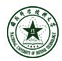 国防科学技术大学
NATIONAL UNIVERSITY OF DEFENSE TECHNOLOGY